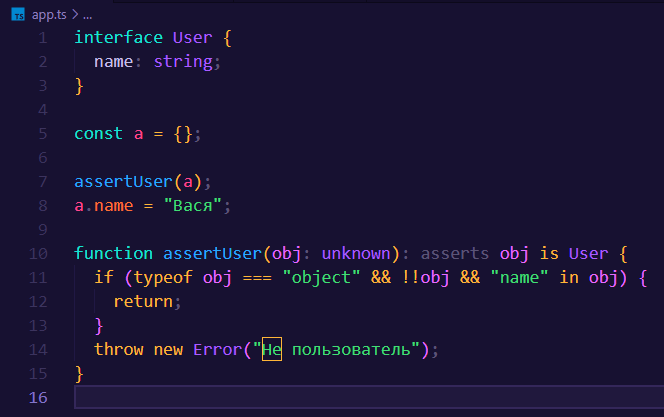 TS app.ts > ...
1 interface User {
2   name: string;
3 }
4
5 const a = {};
6
7 assertUser(a);
8 a.name = "Вася";
9
10 function assertUser(obj: unknown): asserts obj is User {
11   if (typeof obj === "object" && !!obj && "name" in obj) {
12     return;
13   }
14   throw new Error("Не пользователь");
15 }
16